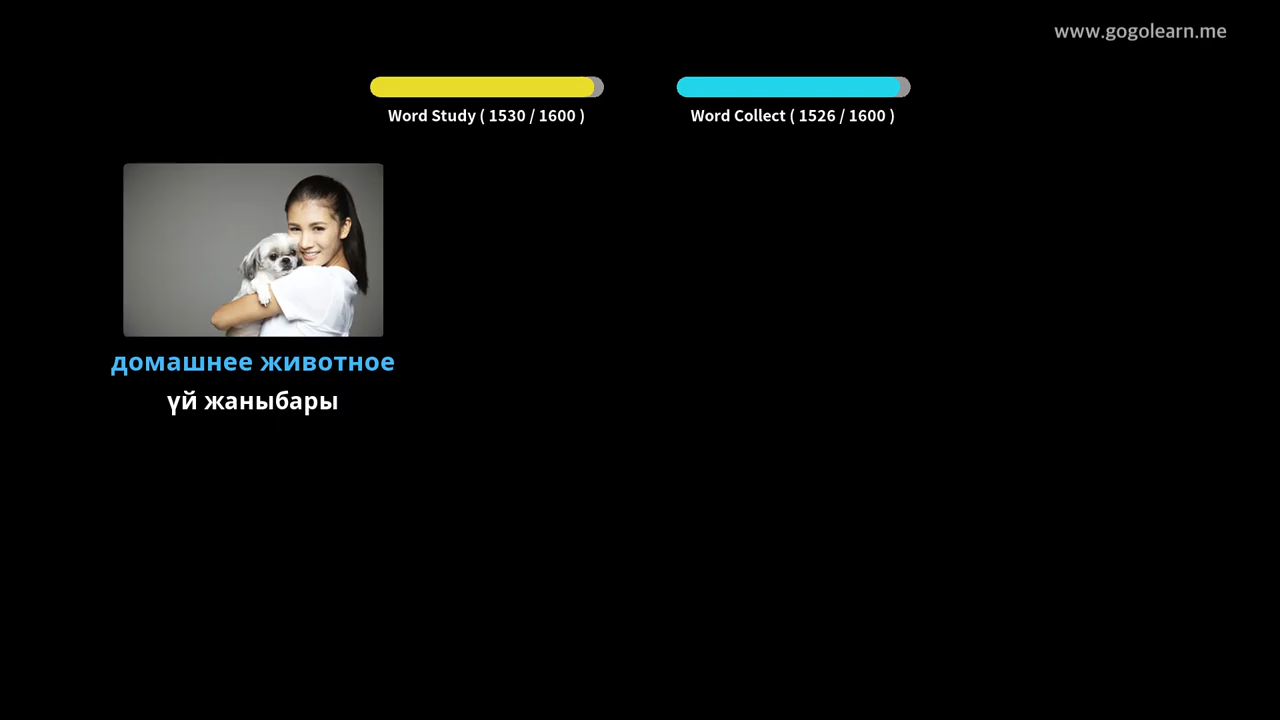 www.gogolearn.me
Word Study ( 1530 / 1600 )
Word Collect ( 1526 / 1600 )
домашнее животное
үй жаныбары